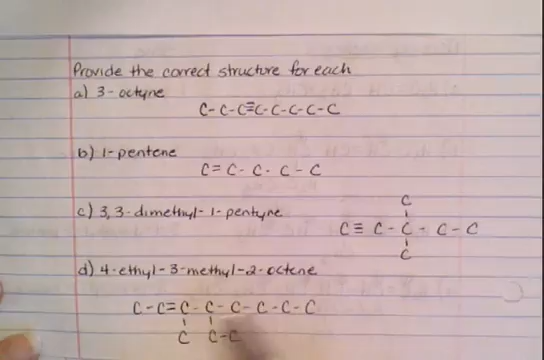 Provide the correct structure for each
a) 3-octyne
C-C-C≡C-C-C-C-C
b) 1-pentene
C=C-C-C-C
c) 3,3-dimethyl-1-pentyne
C
C≡C-C-C-C
C
d) 4-ethyl-3-methyl-2-octene
C-C=C-C-C-C-C-C
C C-C